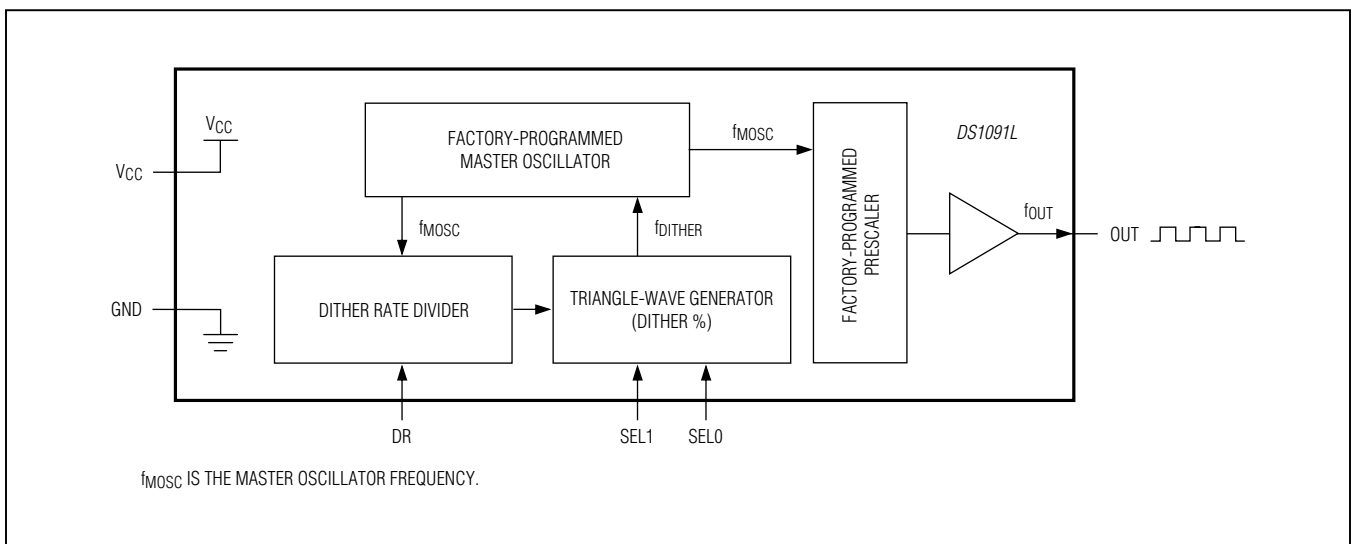 VCC
VCC
GND
FACTORY-PROGRAMMED
MASTER OSCILLATOR
fMOSC
fMOSC
fDITHER
DITHER RATE DIVIDER
TRIANGLE-WAVE GENERATOR
(DITHER %)
FACTORY-PROGRAMMED
PRESCALER
DS1091L
fOUT
OUT
DR
SEL1
SEL0
fMOSC IS THE MASTER OSCILLATOR FREQUENCY.